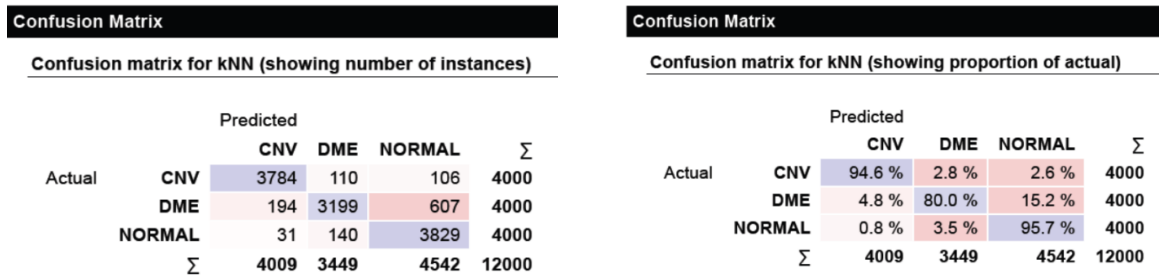 Confusion Matrix
Confusion matrix for kNN (showing number of instances)
Predicted
CNV DME NORMAL Σ
Actual CNV 3784 110 106 4000
DME 194 3199 607 4000
NORMAL 31 140 3829 4000
Σ 4009 3449 4542 12000
Confusion Matrix
Confusion matrix for kNN (showing proportion of actual)
Predicted
CNV DME NORMAL Σ
Actual CNV 94.6 % 2.8 % 2.6 % 4000
DME 4.8 % 80.0 % 15.2 % 4000
NORMAL 0.8 % 3.5 % 95.7 % 4000
Σ 4009 3449 4542 12000